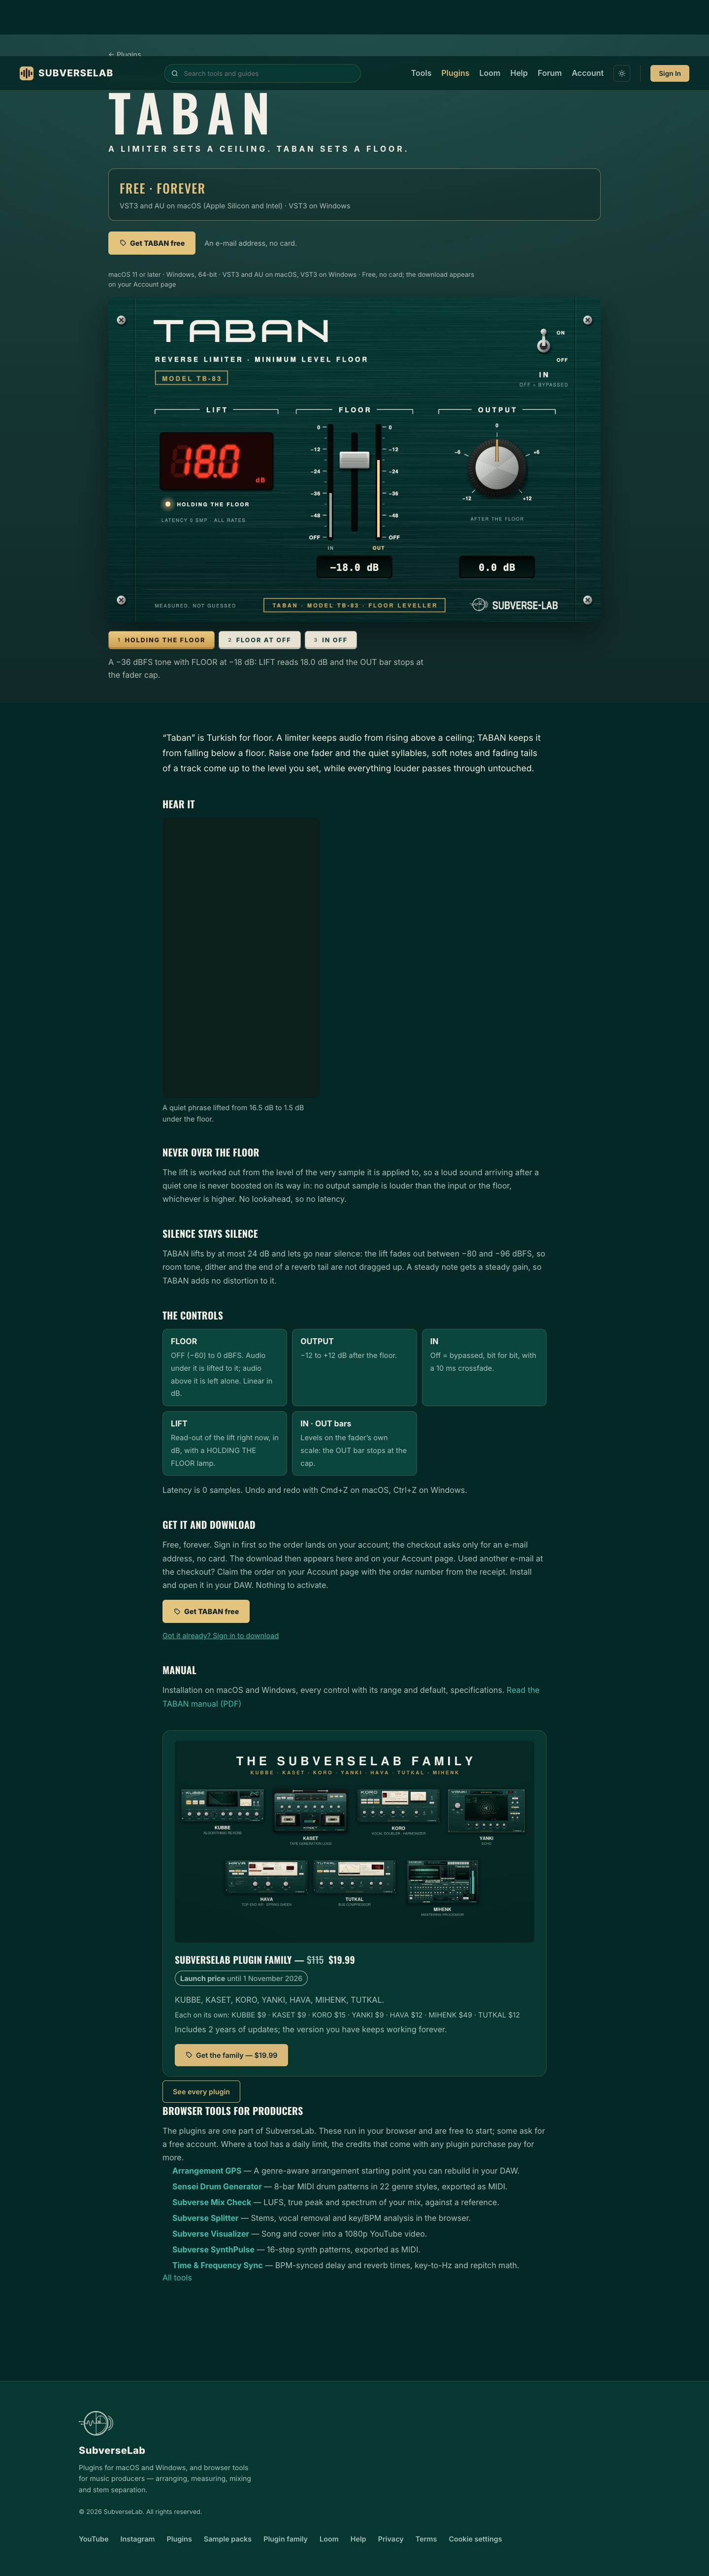 ← Plugins
SUBVERSELAB
Search tools and guides
Tools
Plugins
Loom
Help
Forum
Account
Sign In
TABAN
A LIMITER SETS A CEILING. TABAN SETS A FLOOR.
FREE · FOREVER
VST3 and AU on macOS (Apple Silicon and Intel) · VST3 on Windows
Get TABAN free
An e-mail address, no card.
macOS 11 or later · Windows, 64-bit · VST3 and AU on macOS, VST3 on Windows · Free, no card; the download appears
on your Account page
TABAN
REVERSE LIMITER · MINIMUM LEVEL FLOOR
MODEL TB-83
ON
OFF
IN
OFF = BYPASSED
LIFT
FLOOR
OUTPUT
18.0
dB
HOLDING THE FLOOR
LATENCY 0 SMP · ALL RATES
0 0
−12 −12
−24 −24
−36 −36
−48 −48
OFF OFF
IN OUT
−18.0 dB
0
−6 +6
−12 +12
AFTER THE FLOOR
0.0 dB
MEASURED, NOT GUESSED
TABAN · MODEL TB-83 · FLOOR LEVELLER
SUBVERSE-LAB
1 HOLDING THE FLOOR
2 FLOOR AT OFF
3 IN OFF
A −36 dBFS tone with FLOOR at −18 dB: LIFT reads 18.0 dB and the OUT bar stops at
the fader cap.
“Taban” is Turkish for floor. A limiter keeps audio from rising above a ceiling; TABAN keeps it
from falling below a floor. Raise one fader and the quiet syllables, soft notes and fading tails
of a track come up to the level you set, while everything louder passes through untouched.
HEAR IT
A quiet phrase lifted from 16.5 dB to 1.5 dB
under the floor.
NEVER OVER THE FLOOR
The lift is worked out from the level of the very sample it is applied to, so a loud sound arriving after a
quiet one is never boosted on its way in: no output sample is louder than the input or the floor,
whichever is higher. No lookahead, so no latency.
SILENCE STAYS SILENCE
TABAN lifts by at most 24 dB and lets go near silence: the lift fades out between −80 and −96 dBFS, so
room tone, dither and the end of a reverb tail are not dragged up. A steady note gets a steady gain, so
TABAN adds no distortion to it.
THE CONTROLS
FLOOR
OFF (−60) to 0 dBFS. Audio
under it is lifted to it; audio
above it is left alone. Linear in
dB.
OUTPUT
−12 to +12 dB after the floor.
IN
Off = bypassed, bit for bit, with
a 10 ms crossfade.
LIFT
Read-out of the lift right now, in
dB, with a HOLDING THE
FLOOR lamp.
IN · OUT bars
Levels on the fader’s own
scale: the OUT bar stops at the
cap.
Latency is 0 samples. Undo and redo with Cmd+Z on macOS, Ctrl+Z on Windows.
GET IT AND DOWNLOAD
Free, forever. Sign in first so the order lands on your account; the checkout asks only for an e-mail
address, no card. The download then appears here and on your Account page. Used another e-mail at
the checkout? Claim the order on your Account page with the order number from the receipt. Install
and open it in your DAW. Nothing to activate.
Get TABAN free
Got it already? Sign in to download
MANUAL
Installation on macOS and Windows, every control with its range and default, specifications. Read the
TABAN manual (PDF)
THE SUBVERSELAB FAMILY
KUBBE · KASET · KORO · YANKI · HAVA · TUTKAL · MIHENK
KUBBE
KASET
KORO
YANKI
HAVA
TUTKAL
MIHENK
SUBVERSELAB PLUGIN FAMILY — $115 $19.99
Launch price until 1 November 2026
KUBBE, KASET, KORO, YANKI, HAVA, MIHENK, TUTKAL.
Each on its own: KUBBE $9 · KASET $9 · KORO $15 · YANKI $9 · HAVA $12 · MIHENK $49 · TUTKAL $12
Includes 2 years of updates; the version you have keeps working forever.
Get the family — $19.99
See every plugin
BROWSER TOOLS FOR PRODUCERS
The plugins are one part of SubverseLab. These run in your browser and are free to start; some ask for
a free account. Where a tool has a daily limit, the credits that come with any plugin purchase pay for
more.
Arrangement GPS — A genre-aware arrangement starting point you can rebuild in your DAW.
Sensei Drum Generator — 8-bar MIDI drum patterns in 22 genre styles, exported as MIDI.
Subverse Mix Check — LUFS, true peak and spectrum of your mix, against a reference.
Subverse Splitter — Stems, vocal removal and key/BPM analysis in the browser.
Subverse Visualizer — Song and cover into a 1080p YouTube video.
Subverse SynthPulse — 16-step synth patterns, exported as MIDI.
Time & Frequency Sync — BPM-synced delay and reverb times, key-to-Hz and repitch math.
All tools
SubverseLab
Plugins for macOS and Windows, and browser tools
for music producers — arranging, measuring, mixing
and stem separation.
© 2026 SubverseLab. All rights reserved.
YouTube
Instagram
Plugins
Sample packs
Plugin family
Loom
Help
Privacy
Terms
Cookie settings